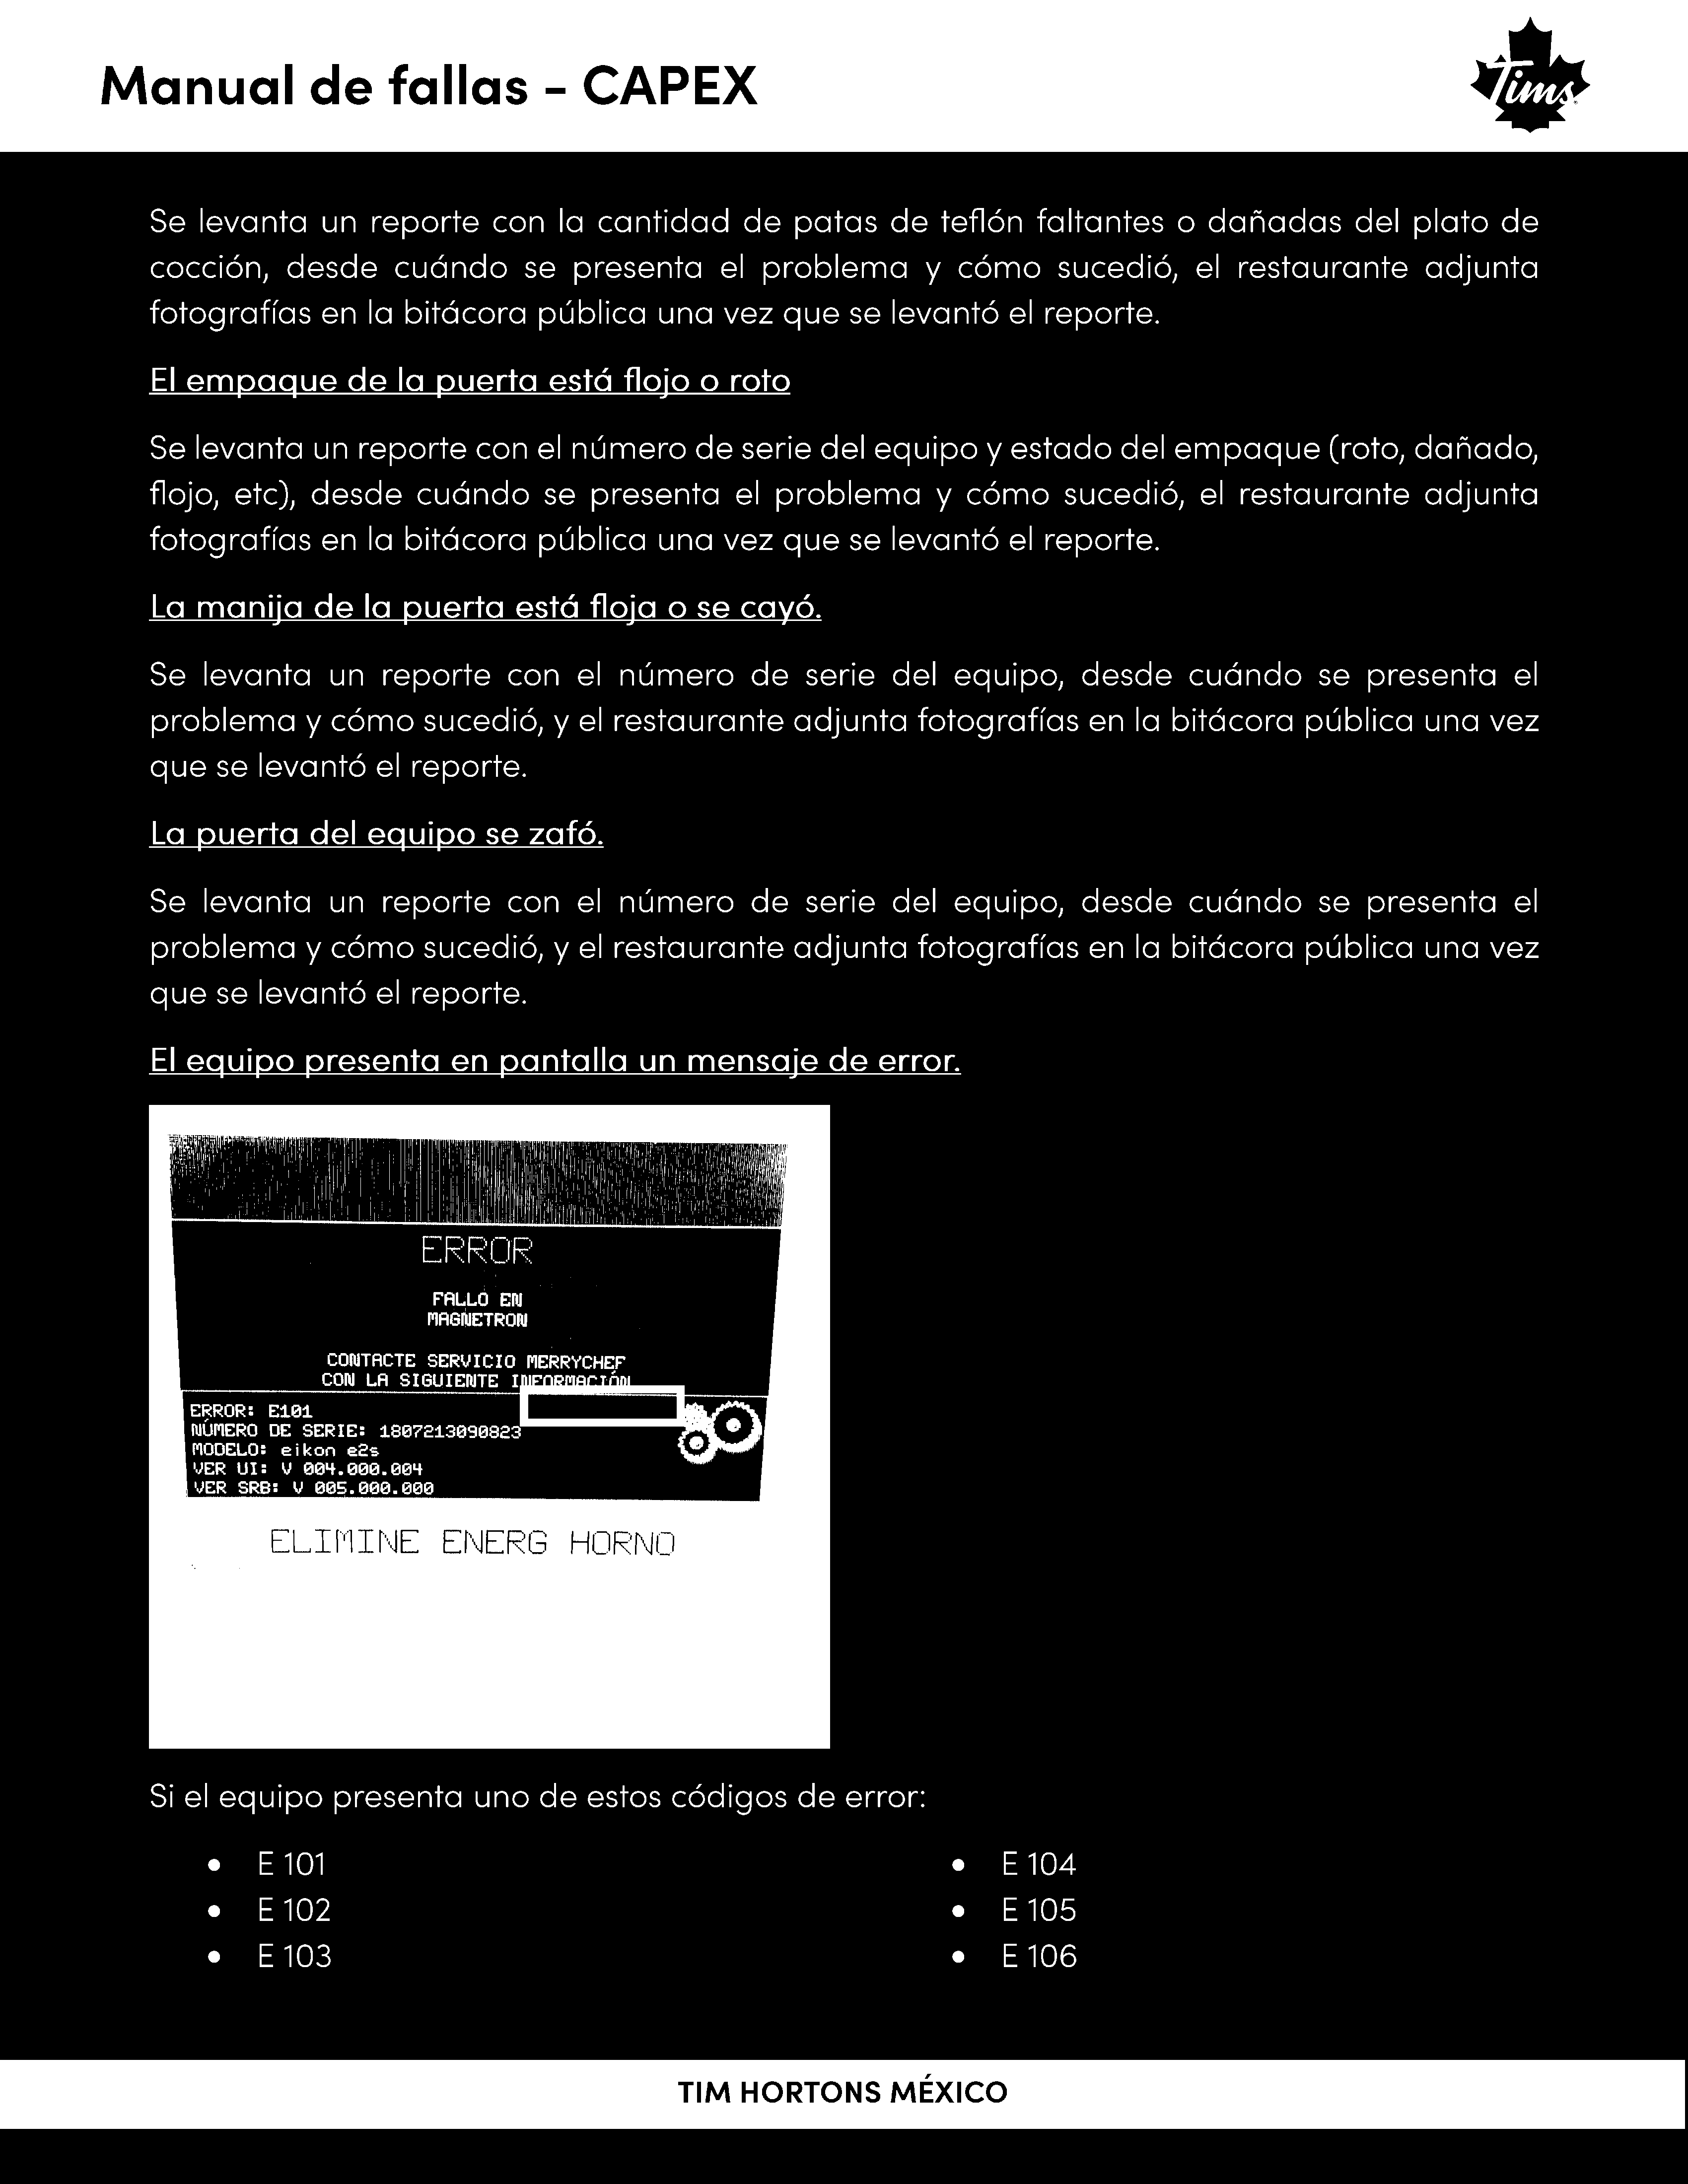 Manual de fallas - CAPEX
Tims
Se levanta un reporte con la cantidad de patas de teflón faltantes o dañadas del plato de
cocción, desde cuándo se presenta el problema y cómo sucedió, el restaurante adjunta
fotografías en la bitácora pública una vez que se levantó el reporte.
El empaque de la puerta está flojo o roto
Se levanta un reporte con el número de serie del equipo y estado del empaque (roto, dañado,
flojo, etc), desde cuándo se presenta el problema y cómo sucedió, el restaurante adjunta
fotografías en la bitácora pública una vez que se levantó el reporte.
La manija de la puerta está floja o se cayó.
Se levanta un reporte con el número de serie del equipo, desde cuándo se presenta el
problema y cómo sucedió, y el restaurante adjunta fotografías en la bitácora pública una vez
que se levantó el reporte.
La puerta del equipo se zafó.
Se levanta un reporte con el número de serie del equipo, desde cuándo se presenta el
problema y cómo sucedió, y el restaurante adjunta fotografías en la bitácora pública una vez
que se levantó el reporte.
El equipo presenta en pantalla un mensaje de error.
ERROR
FALLO EN
MAGNETRON
CONTACTE SERVICIO MERRYCHEF
CON LA SIGUIENTE INFORMACIÓN
ERROR: E101
NÚMERO DE SERIE: 1807213090823
MODELO: eikon e2s
VER UI: V 004.000.004
VER SRB: V 005.000.000
ELIMINE ENERG HORNO
Si el equipo presenta uno de estos códigos de error:
• E 101
• E 102
• E 103
• E 104
• E 105
• E 106
TIM HORTONS MÉXICO